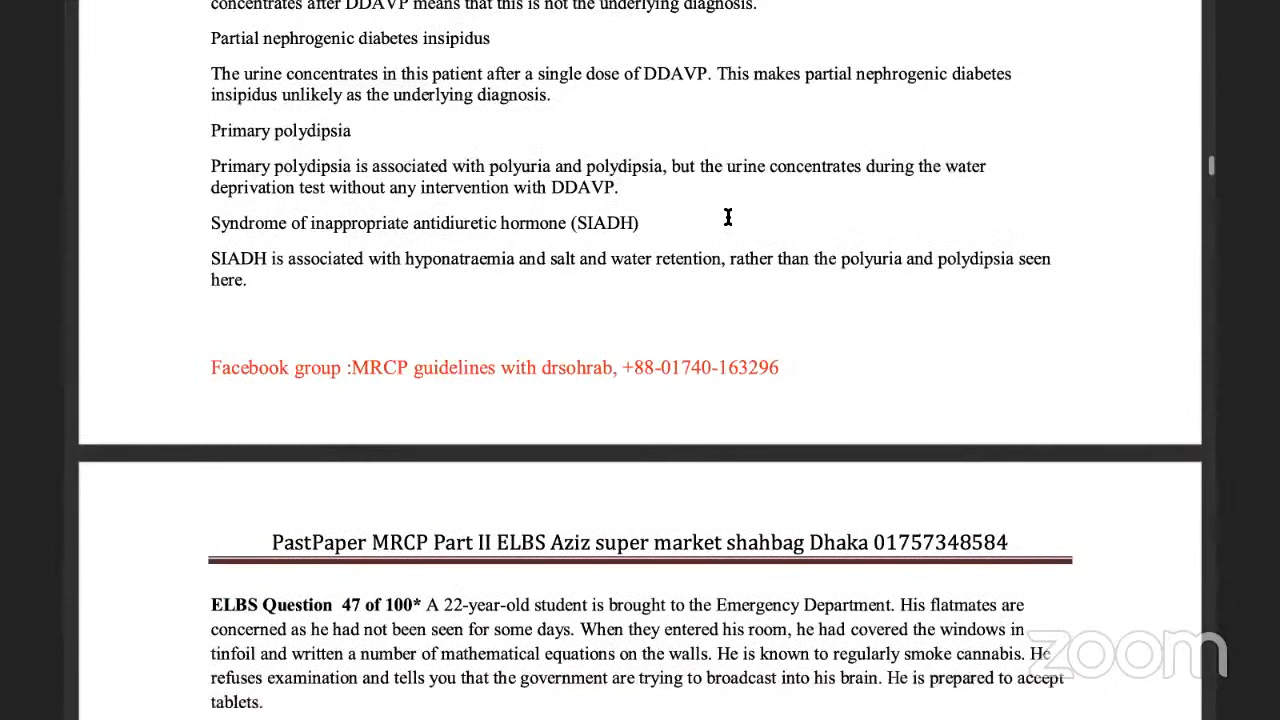 concentrates after DDAVP means that this is not the underlying diagnosis.
Partial nephrogenic diabetes insipidus
The urine concentrates in this patient after a single dose of DDAVP. This makes partial nephrogenic diabetes
insipidus unlikely as the underlying diagnosis.
Primary polydipsia
Primary polydipsia is associated with polyuria and polydipsia, but the urine concentrates during the water
deprivation test without any intervention with DDAVP.
Syndrome of inappropriate antidiuretic hormone (SIADH)
SIADH is associated with hyponatraemia and salt and water retention, rather than the polyuria and polydipsia seen
here.
Facebook group :MRCP guidelines with drsohrab, +88-01740-163296
PastPaper MRCP Part II ELBS Aziz super market shahbag Dhaka 01757348584
ELBS Question  47 of 100* A 22-year-old student is brought to the Emergency Department. His flatmates are
concerned as he had not been seen for some days. When they entered his room, he had covered the windows in
tinfoil and written a number of mathematical equations on the walls. He is known to regularly smoke cannabis. He
refuses examination and tells you that the government are trying to broadcast into his brain. He is prepared to accept
tablets.
zoom